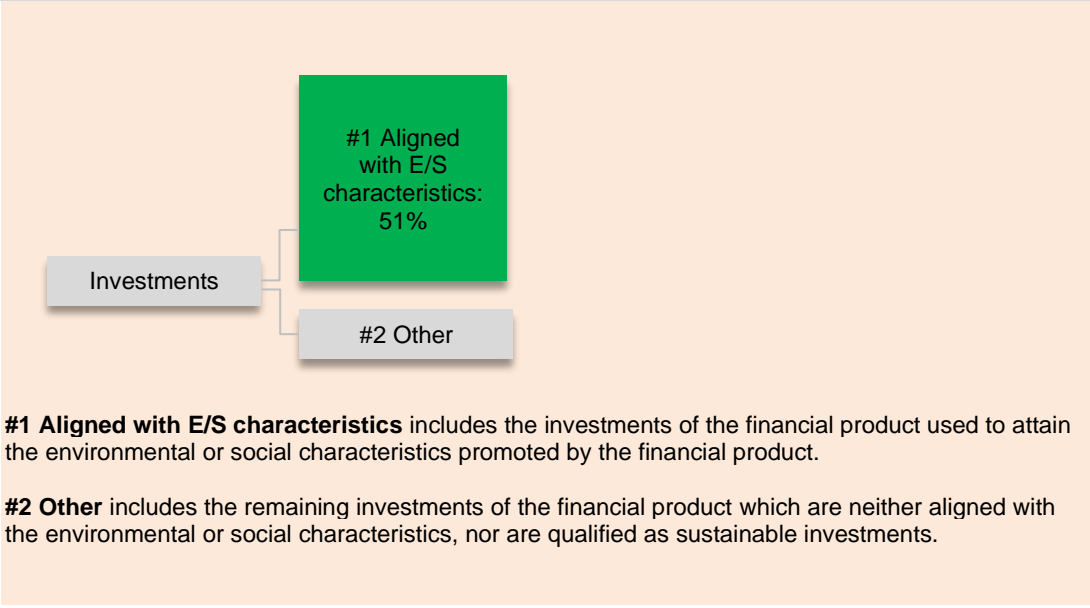 #1 Aligned
with E/S
characteristics:
51%
Investments
#2 Other
#1 Aligned with E/S characteristics includes the investments of the financial product used to attain
the environmental or social characteristics promoted by the financial product.
#2 Other includes the remaining investments of the financial product which are neither aligned with
the environmental or social characteristics, nor are qualified as sustainable investments.